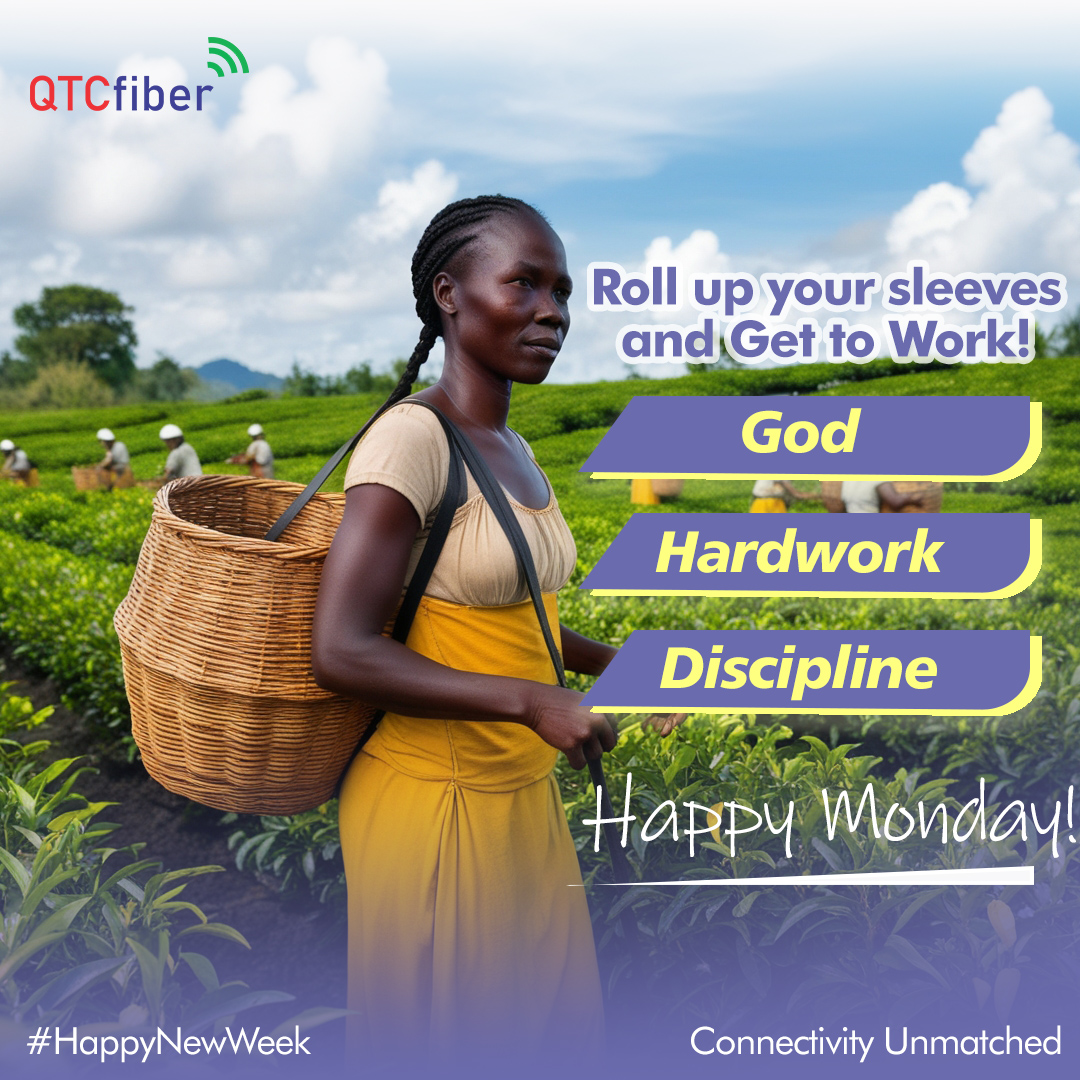 QTCfiber
Roll up your sleeves
and Get to Work!
God
Hardwork
Discipline
Happy Monday!
#HappyNewWeek
Connectivity Unmatched